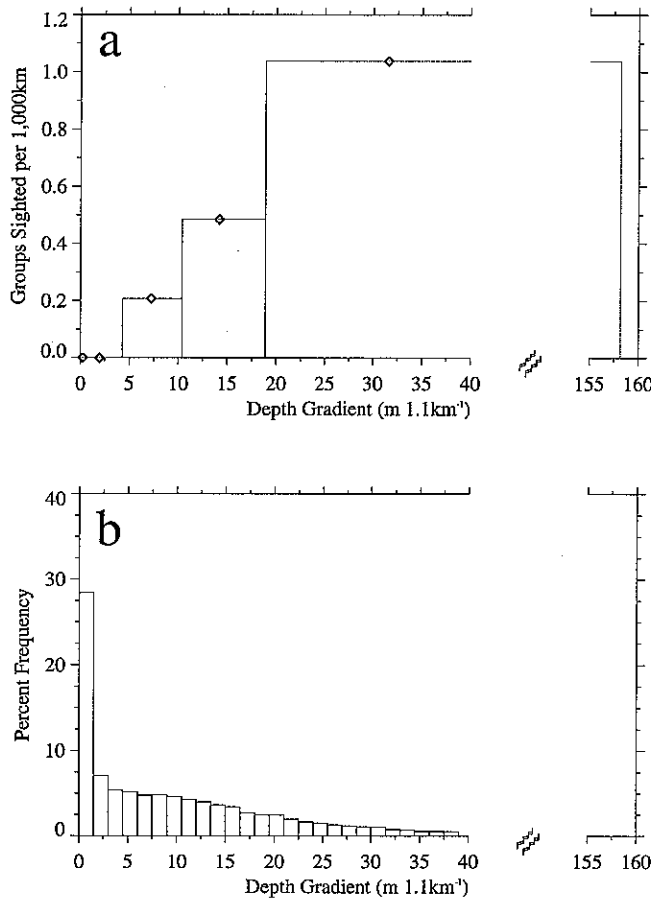 a
Groups Sighted per 1,000km
1.2
1.0
0.8
0.6
0.4
0.2
0.0
0 5 10 15 20 25 30 35 40 155 160
Depth Gradient (m 1.1km⁻¹)
b
Percent Frequency
40
30
20
10
0
0 5 10 15 20 25 30 35 40 155 160
Depth Gradient (m 1.1km⁻¹)